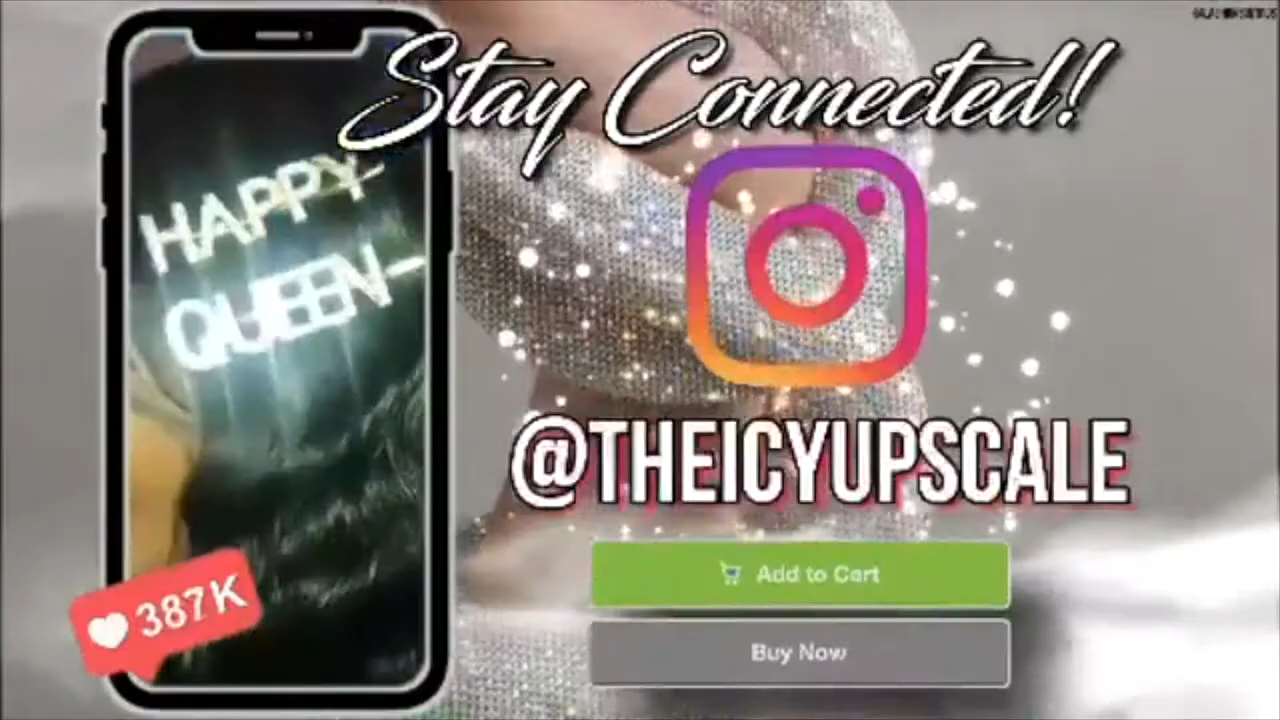 Stay Connected!
HAPPY
QUEEN
@THEICYUPSCALE
387K
Add to Cart
Buy Now